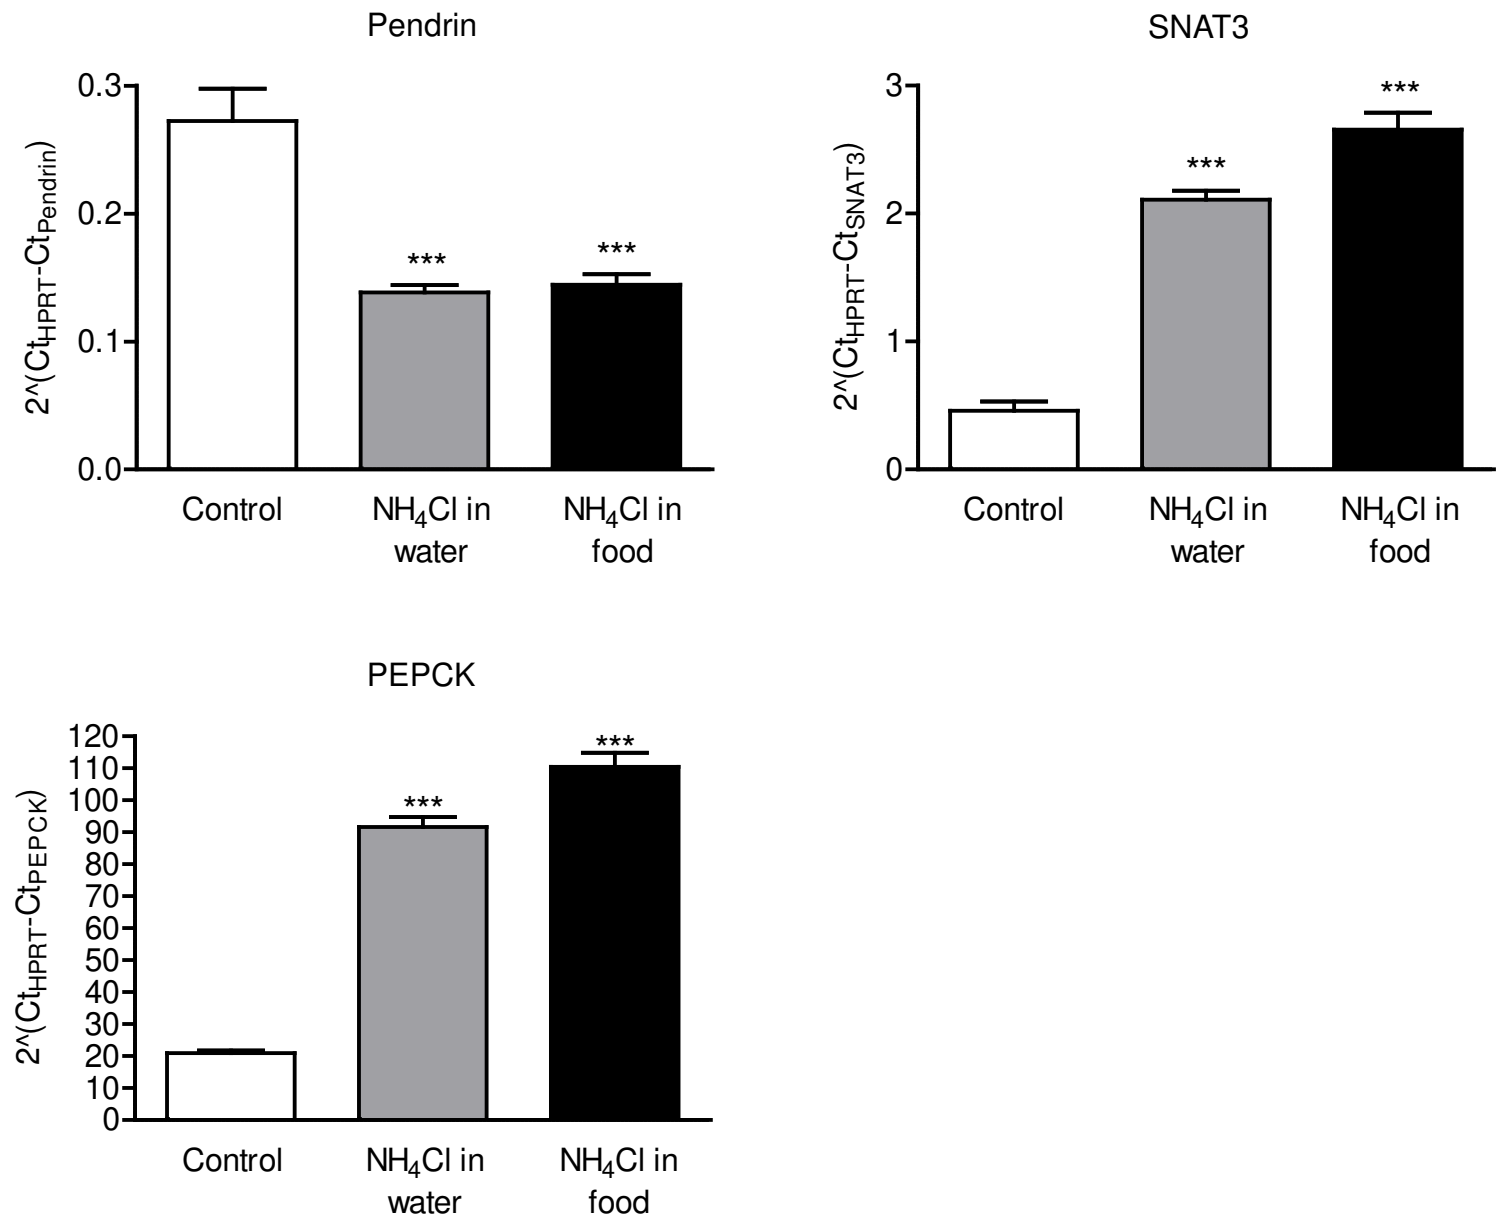 Pendrin
2^(CtHPRT-CtPendrin)
0.3
0.2
0.1
0.0
***
***
Control
NH4Cl in
water
NH4Cl in
food
SNAT3
2^(CtHPRT-CtSNAT3)
3
2
1
0
***
***
Control
NH4Cl in
water
NH4Cl in
food
PEPCK
2^(CtHPRT-CtPEPCK)
120
110
100
90
80
70
60
50
40
30
20
10
0
***
***
Control
NH4Cl in
water
NH4Cl in
food